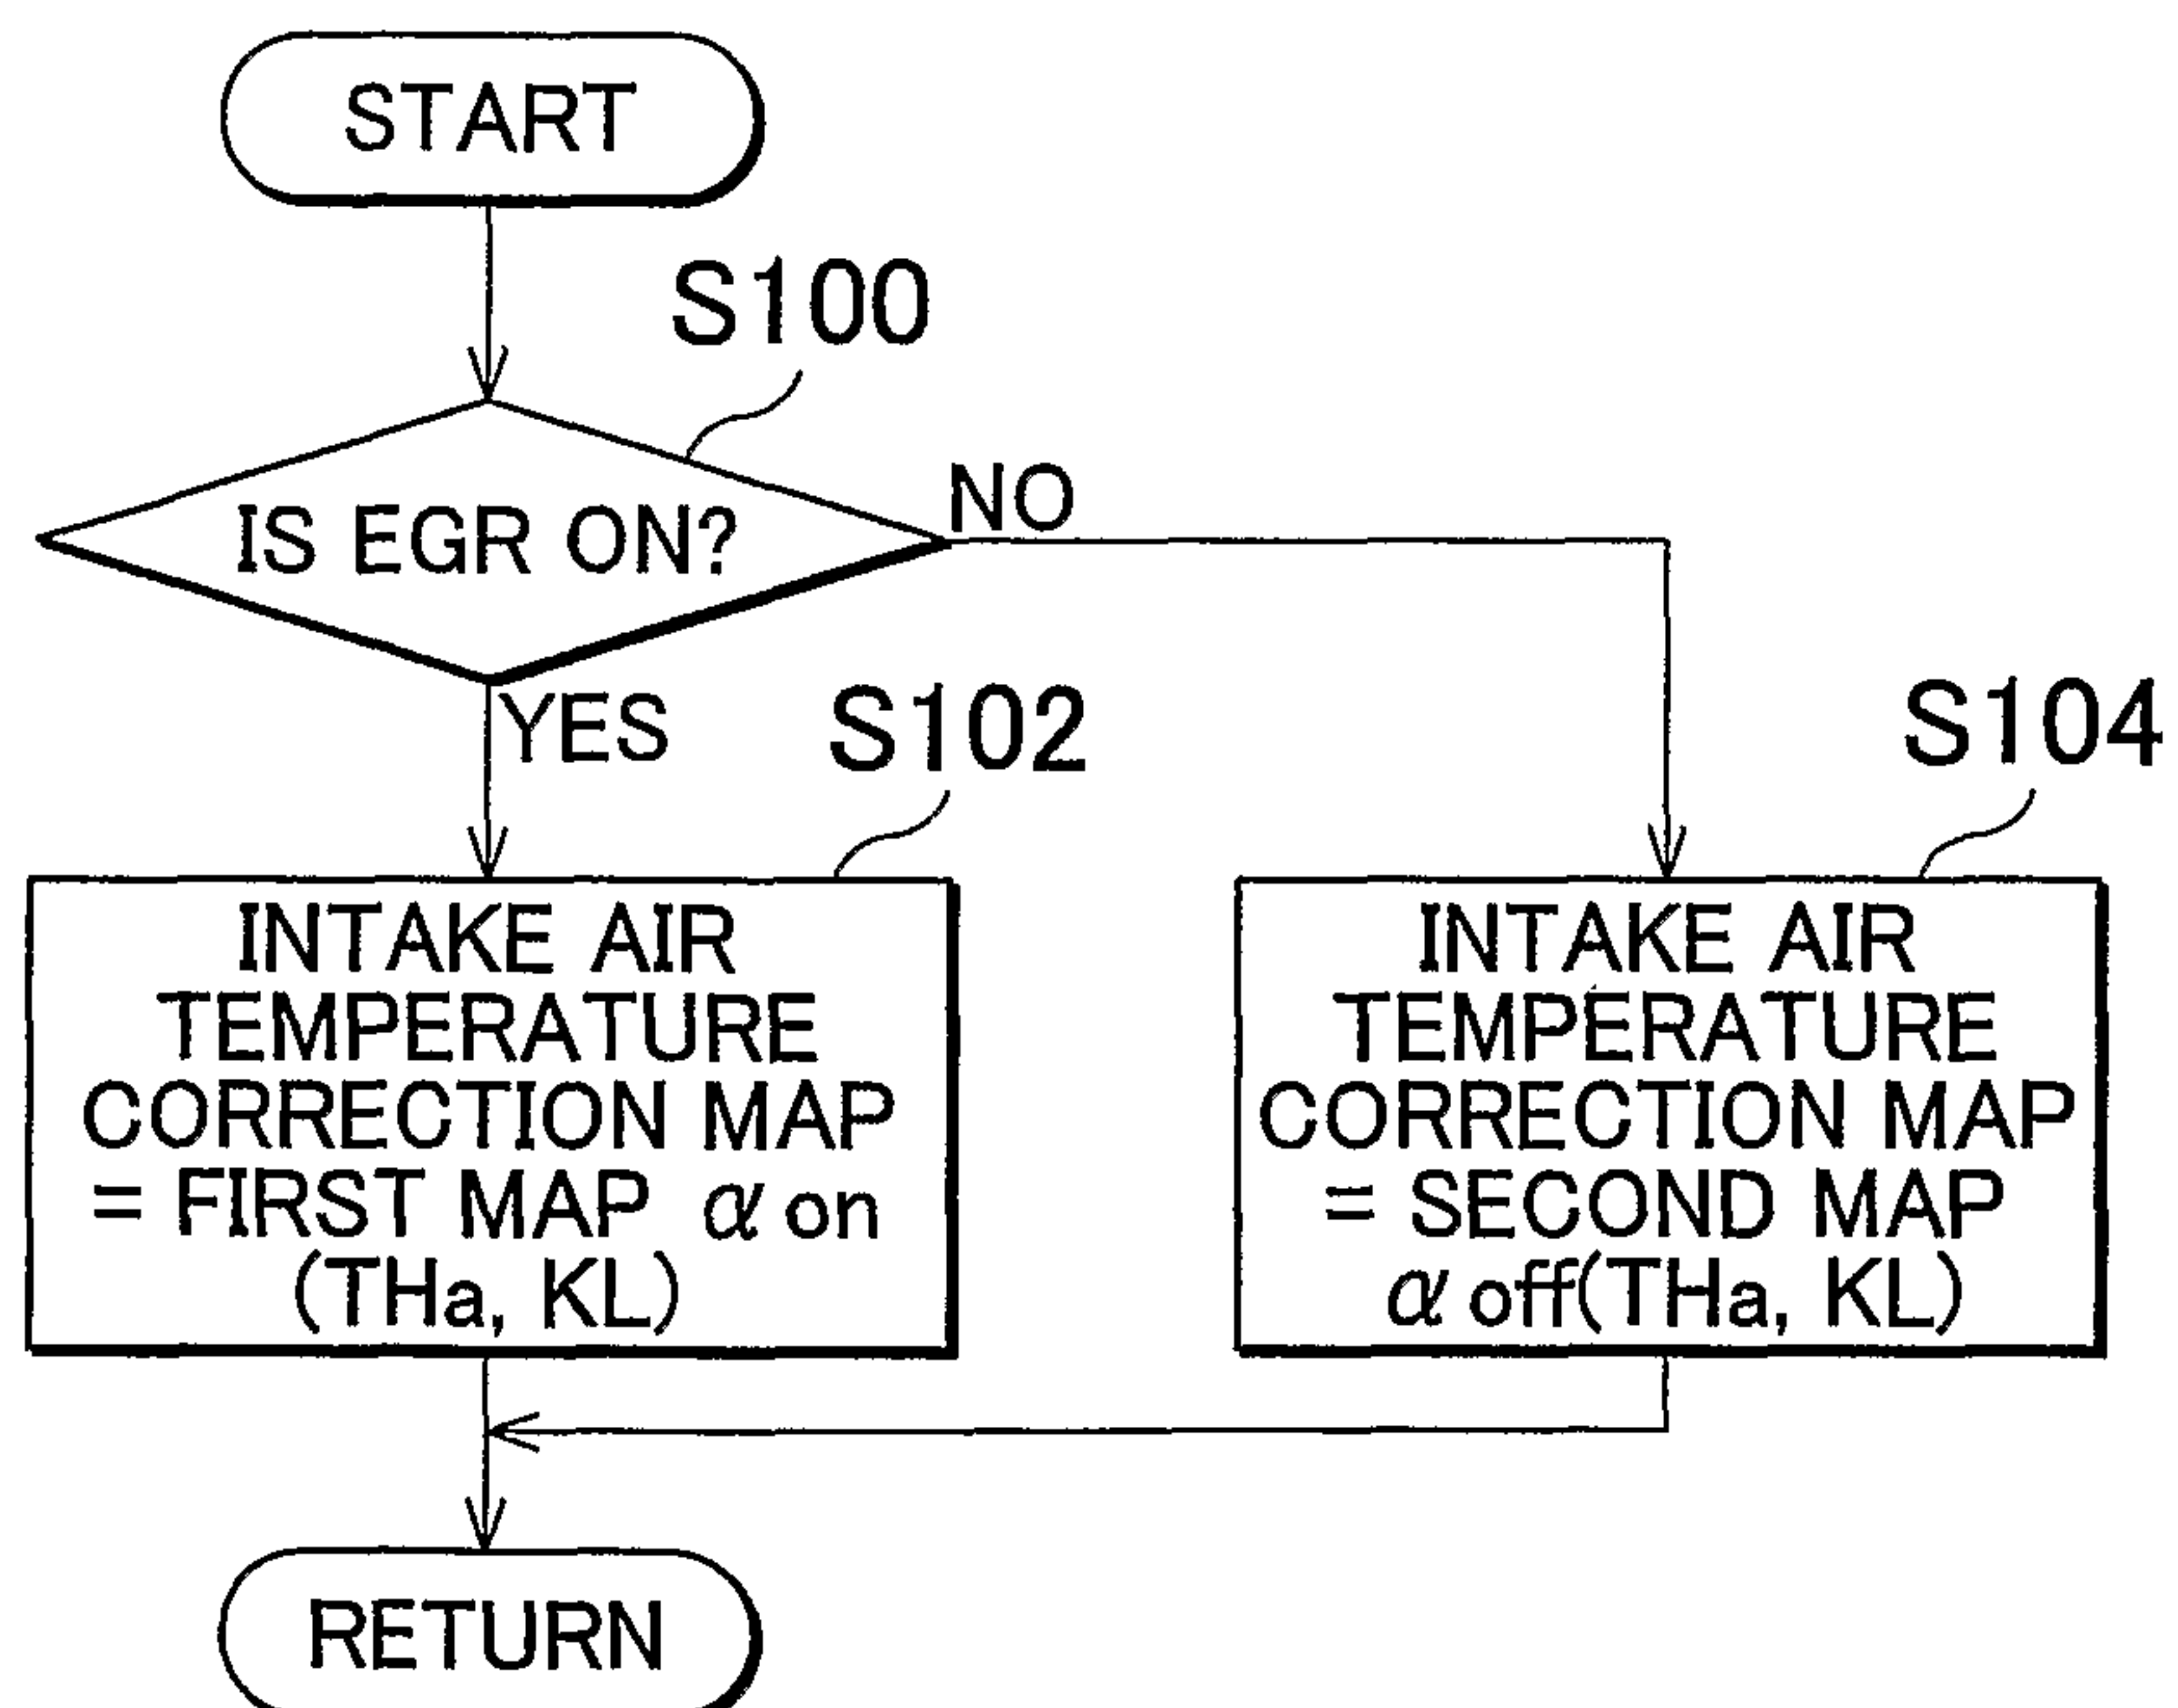 START
S100
IS EGR ON?
NO
YES
S102
S104
INTAKE AIR
TEMPERATURE
CORRECTION MAP
= FIRST MAP α on
(THa, KL)
INTAKE AIR
TEMPERATURE
CORRECTION MAP
= SECOND MAP
α off(THa, KL)
RETURN